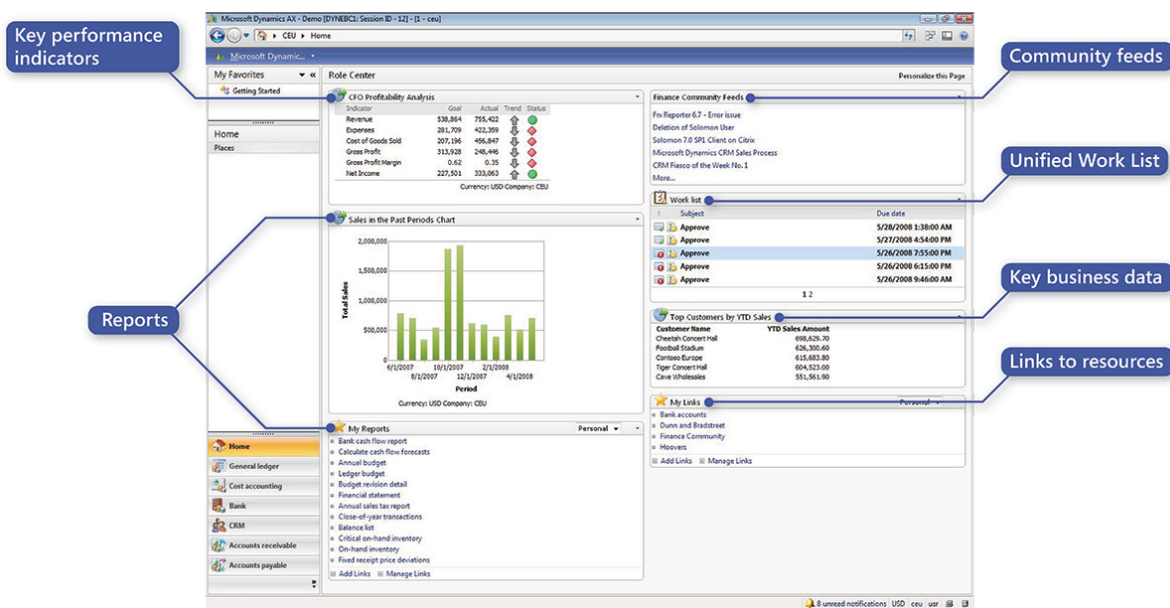 Microsoft Dynamics AX - Demo [DYNEBC1: Session ID - 12] - [1 - ceu]
CEU
Home
Microsoft Dynamic...
My Favorites
Getting Started
Home
Places
Role Center
Personalize this Page
Key performance
indicators
CFO Profitability Analysis
Indicator Goal Actual Trend Status
Revenue 538,864 755,422
Expenses 281,709 422,359
Cost of Goods Sold 207,196 456,847
Gross Profit 313,928 248,446
Gross Profit Margin 0.62 0.35
Net Income 227,501 333,063
Currency: USD Company: CEU
Reports
Sales in the Past Periods Chart
Total Sales
2,000,000
1,500,000
1,000,000
500,000
0
6/1/2007 10/1/2007 2/1/2008
8/1/2007 12/1/2007 4/1/2008
Period
Currency: USD Company: CEU
My Reports Personal
Bank cash flow report
Calculate cash flow forecasts
Annual budget
Ledger budget
Budget revision detail
Financial statement
Annual sales tax report
Close-of-year transactions
Balance list
Critical on-hand inventory
On-hand inventory
Fixed receipt price deviations
Add Links Manage Links
Community feeds
Finance Community Feeds
Frx Reporter 6.7 - Error issue
Deletion of Solomon User
Solomon 7.0 SP1 Client on Citrix
Microsoft Dynamics CRM Sales Process
CRM Fiasco of the Week No. 1
More...
Unified Work List
Work list
! Subject Due date
Approve 5/28/2008 1:38:00 AM
Approve 5/27/2008 4:54:00 PM
Approve 5/26/2008 7:55:00 PM
Approve 5/26/2008 6:15:00 PM
Approve 5/26/2008 9:46:00 AM
1 2
Key business data
Top Customers by YTD Sales
Customer Name YTD Sales Amount
Cheetah Concert Hall 698,629.70
Football Stadium 626,300.60
Contoso Europe 615,683.80
Tiger Concert Hall 604,523.00
Cave Wholesales 551,561.90
Links to resources
My Links Personal
Bank accounts
Dunn and Bradstreet
Finance Community
Hoovers
Add Links Manage Links
Home
General ledger
Cost accounting
Bank
CRM
Accounts receivable
Accounts payable
8 unread notifications USD ceu usr